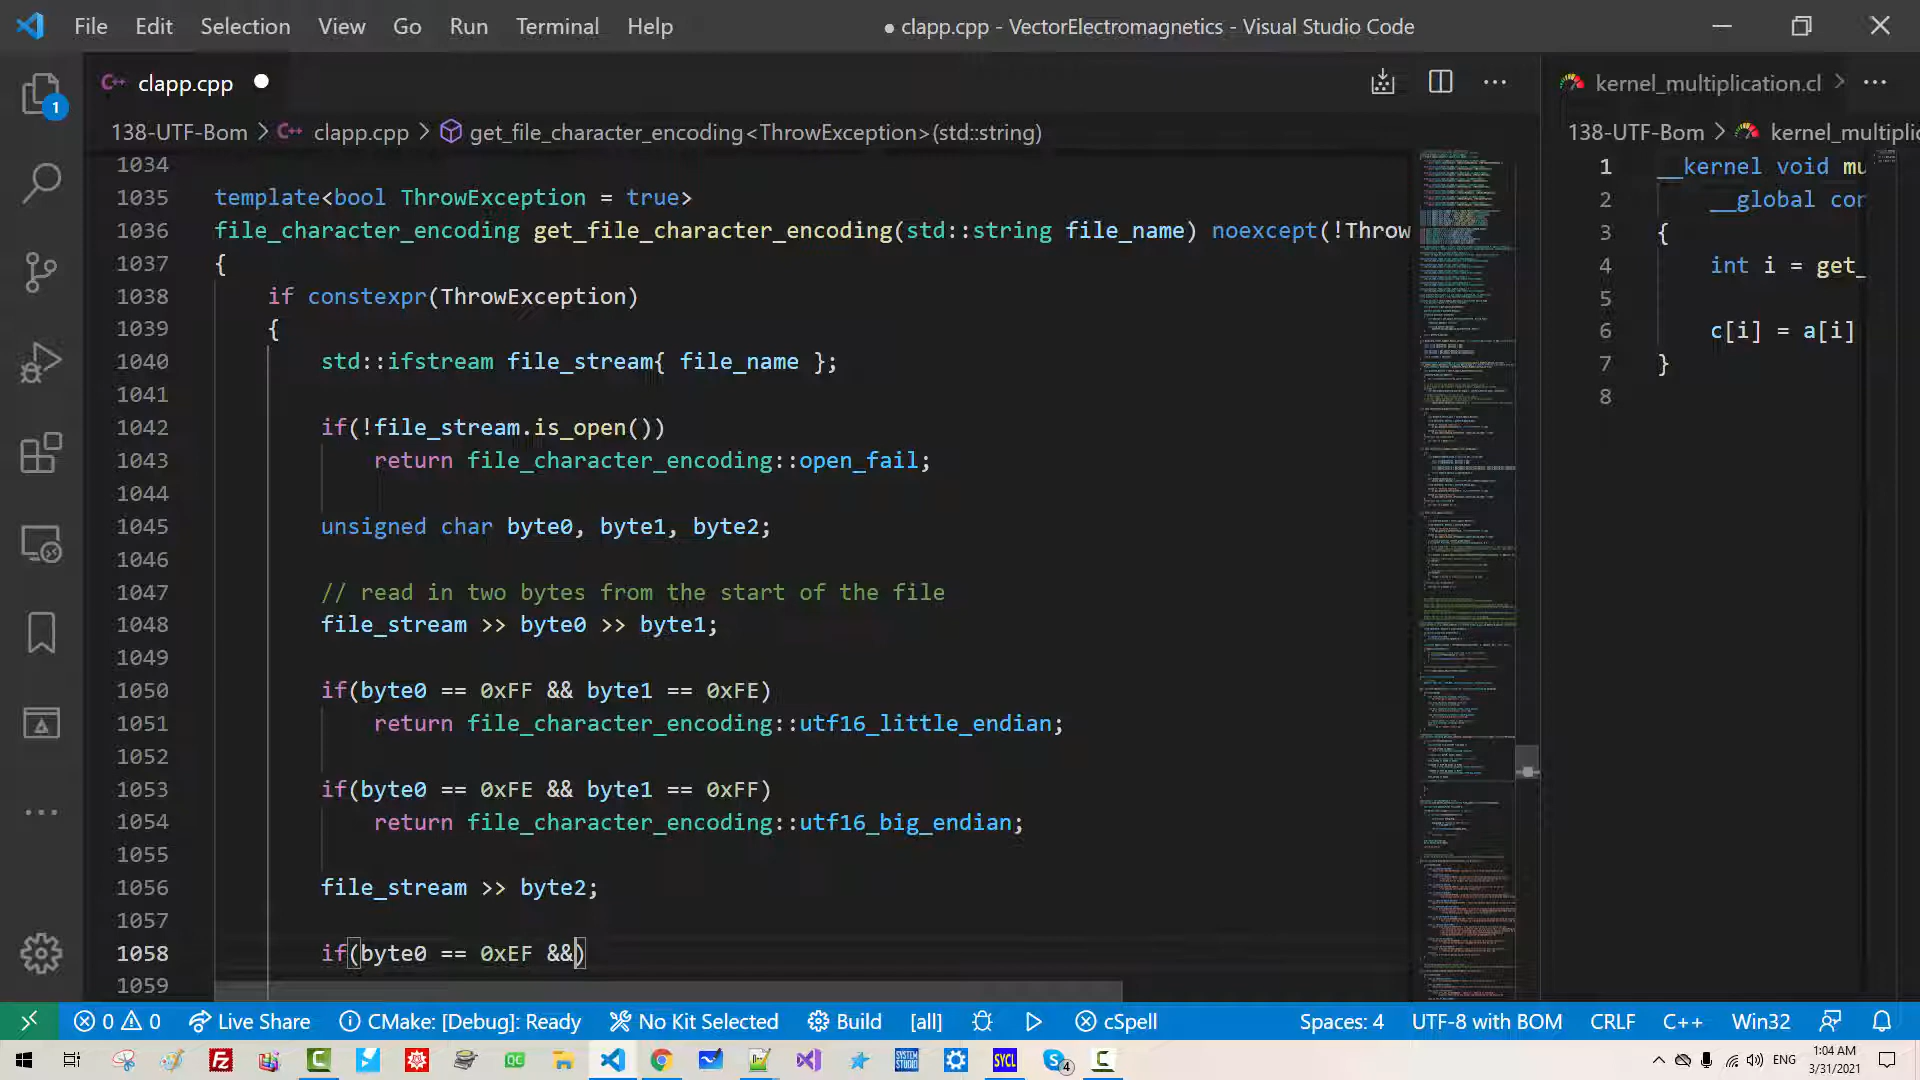 File Edit Selection View Go Run Terminal Help
● clapp.cpp - VectorElectromagnetics - Visual Studio Code
C++ clapp.cpp ●
kernel_multiplication.cl
138-UTF-Bom > C++ clapp.cpp > get_file_character_encoding<ThrowException>(std::string)
138-UTF-Bom > kernel_multiplic
1034
1035 template<bool ThrowException = true>
1036 file_character_encoding get_file_character_encoding(std::string file_name) noexcept(!Throw
1037 {
1038 if constexpr(ThrowException)
1039 {
1040 std::ifstream file_stream{ file_name };
1041
1042 if(!file_stream.is_open())
1043 return file_character_encoding::open_fail;
1044
1045 unsigned char byte0, byte1, byte2;
1046
1047 // read in two bytes from the start of the file
1048 file_stream >> byte0 >> byte1;
1049
1050 if(byte0 == 0xFF && byte1 == 0xFE)
1051 return file_character_encoding::utf16_little_endian;
1052
1053 if(byte0 == 0xFE && byte1 == 0xFF)
1054 return file_character_encoding::utf16_big_endian;
1055
1056 file_stream >> byte2;
1057
1058 if(byte0 == 0xEF &&)
1059
1 __kernel void mu
2 __global con
3 {
4 int i = get_
5
6 c[i] = a[i]
7 }
8
1
0 0 Live Share CMake: [Debug]: Ready No Kit Selected Build [all] cSpell Spaces: 4 UTF-8 with BOM CRLF C++ Win32
SYCL
4
ENG
1:04 AM
3/31/2021